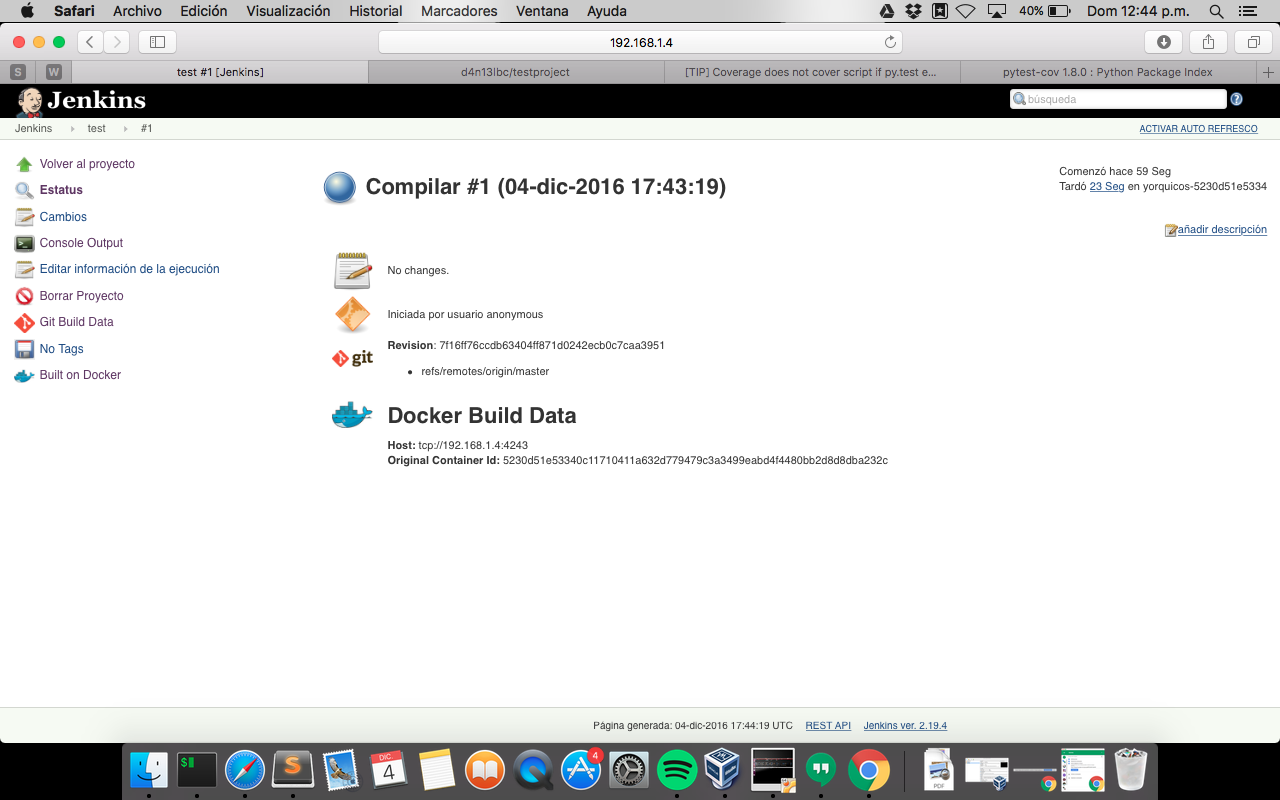 Safari Archivo Edición Visualización Historial Marcadores Ventana Ayuda 40% Dom 12:44 p.m.
192.168.1.4
S W test #1 [Jenkins] d4n13lbc/testproject [TIP] Coverage does not cover script if py.test e... pytest-cov 1.8.0 : Python Package Index
Jenkins búsqueda
Jenkins test #1 ACTIVAR AUTO REFRESCO
Volver al proyecto
Estatus
Cambios
Console Output
Editar información de la ejecución
Borrar Proyecto
Git Build Data
No Tags
Built on Docker
Compilar #1 (04-dic-2016 17:43:19)
Comenzó hace 59 Seg
Tardó 23 Seg en yorquicos-5230d51e5334
añadir descripción
No changes.
Iniciada por usuario anonymous
git
Revision: 7f16ff76ccdb63404ff871d0242ecb0c7caa3951
refs/remotes/origin/master
Docker Build Data
Host: tcp://192.168.1.4:4243
Original Container Id: 5230d51e53340c11710411a632d779479c3a3499eabd4f4480bb2d8d8dba232c
Página generada: 04-dic-2016 17:44:19 UTC REST API Jenkins ver. 2.19.4
$
S
DIC.
4
4
PDF